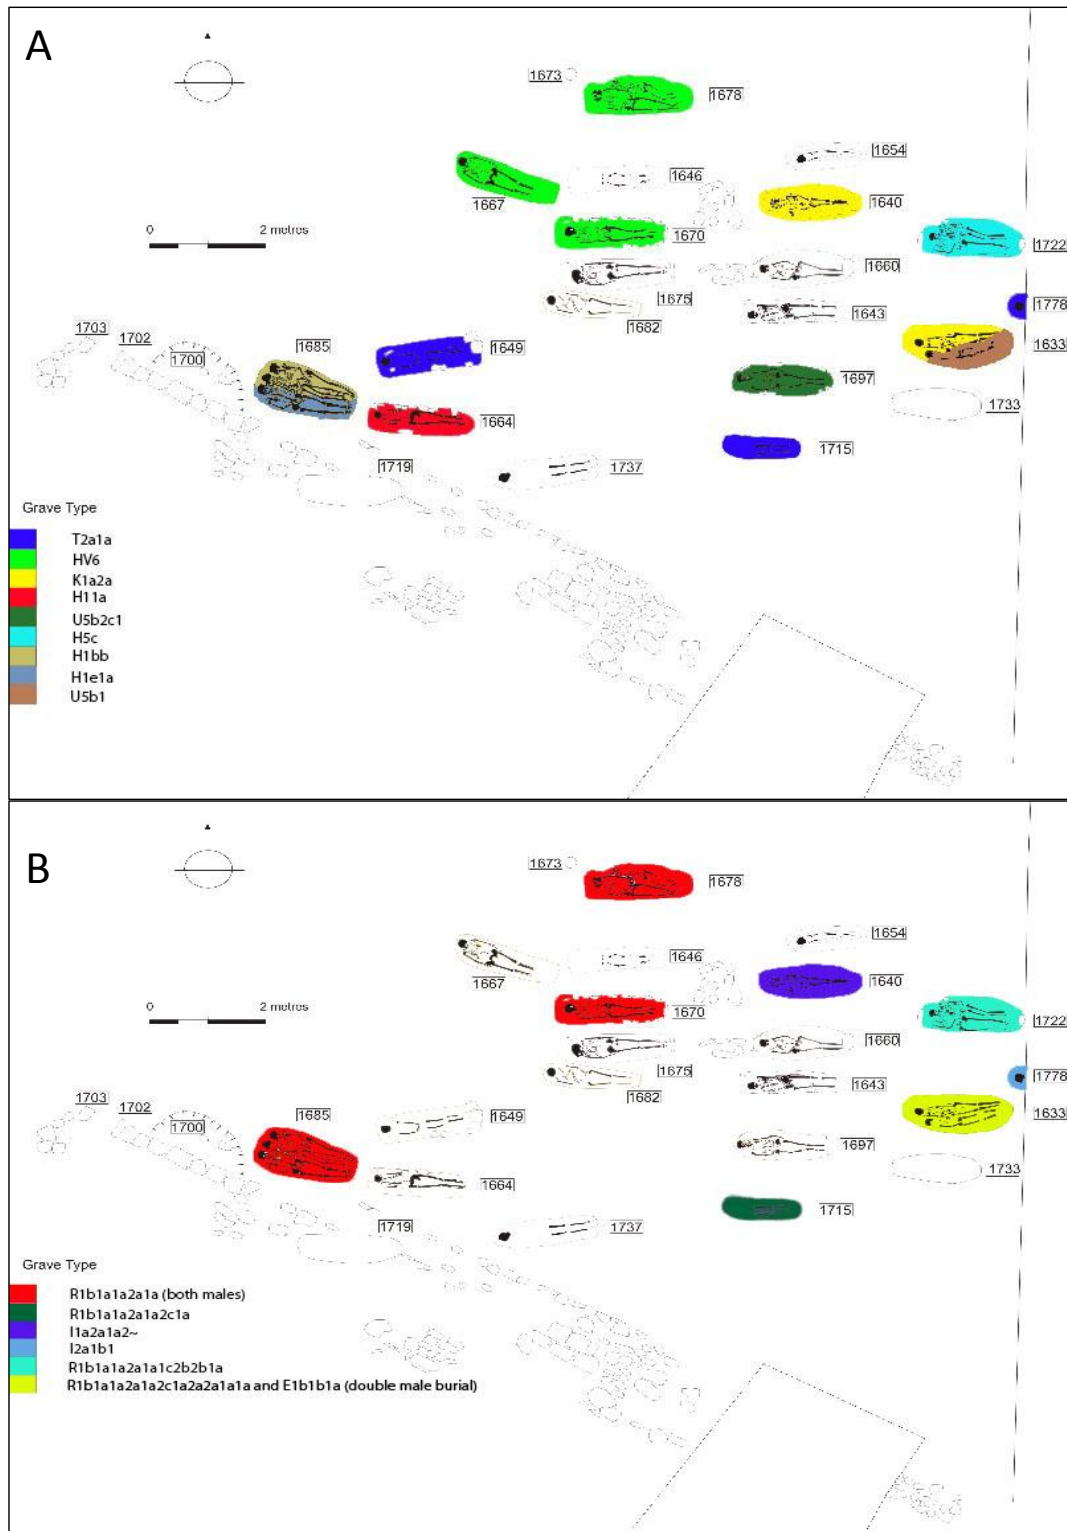 A
1673
1678
1654
1646
1667
1640
0 2 metres
1670
1722
1660
1675
1778
1682
1643
1703
1702
1685
1649
1633
1700
1697
1733
1664
1715
1719
1737
Grave Type
T2a1a
HV6
K1a2a
H11a
U5b2c1
H5c
H1bb
H1e1a
U5b1
B
1673
1678
1654
1646
1667
1640
0 2 metres
1670
1722
1660
1675
1778
1682
1643
1703
1702
1685
1649
1633
1700
1697
1733
1664
1715
1719
1737
Grave Type
R1b1a1a2a1a (both males)
R1b1a1a2a1a2c1a
I1a2a1a2~
I2a1b1
R1b1a1a2a1a1c2b2b1a
R1b1a1a2a1a2c1a2a2a1a1a and E1b1b1a (double male burial)